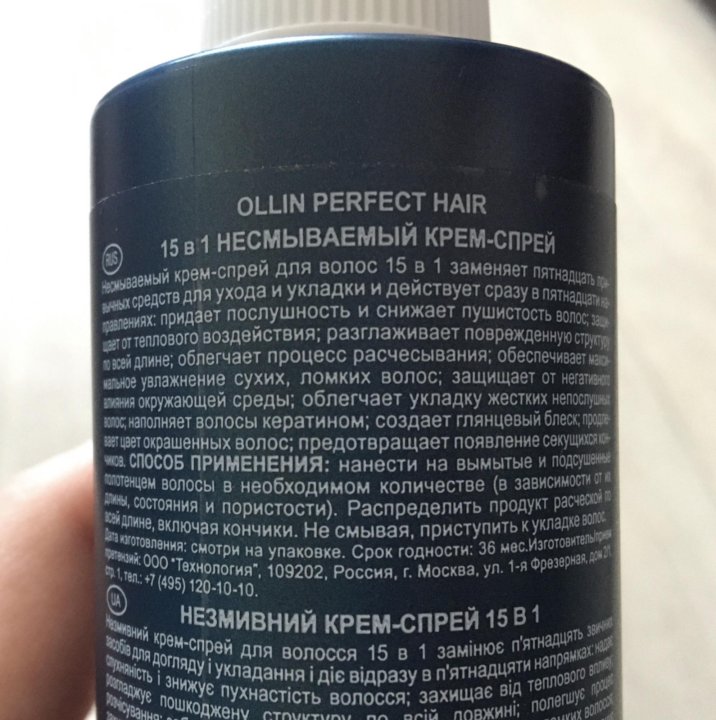 OLLIN PERFECT HAIR
15 в 1 НЕСМЫВАЕМЫЙ КРЕМ-СПРЕЙ
RUS
Несмываемый крем-спрей для волос 15 в 1 заменяет пятнадцать при-
вычных средств для ухода и укладки и действует сразу в пятнадцати на-
правлениях: придает послушность и снижает пушистость волос; защи-
щает от теплового воздействия; разглаживает поврежденную структуру
по всей длине; облегчает процесс расчесывания; обеспечивает макси-
мальное увлажнение сухих, ломких волос; защищает от негативного
влияния окружающей среды; облегчает укладку жестких непослушных
волос; наполняет волосы кератином; создает глянцевый блеск; продле-
вает цвет окрашенных волос; предотвращает появление секущихся кон-
чиков. СПОСОБ ПРИМЕНЕНИЯ: нанести на вымытые и подсушенные
полотенцем волосы в необходимом количестве (в зависимости от их
длины, состояния и пористости). Распределить продукт расческой по
всей длине, включая кончики. Не смывая, приступить к укладке волос.
Дата изготовления: смотри на упаковке. Срок годности: 36 мес.Изготовитель/прием
претензий: ООО "Технология", 109202, Россия, г. Москва, ул. 1-я Фрезерная, дом 2/1,
стр. 1, тел.: +7 (495) 120-10-10.
UA
НЕЗМИВНИЙ КРЕМ-СПРЕЙ 15 В 1
Незмивний крем-спрей для волосся 15 в 1 замінює п'ятнадцять звичних
засобів для догляду і укладання і діє відразу в п'ятнадцяти напрямках: надає
слухняність і знижує пухнастість волосся; захищає від теплового впливу;
розгладжує пошкоджену структуру по всій довжині; полегшує процес
розчісування;